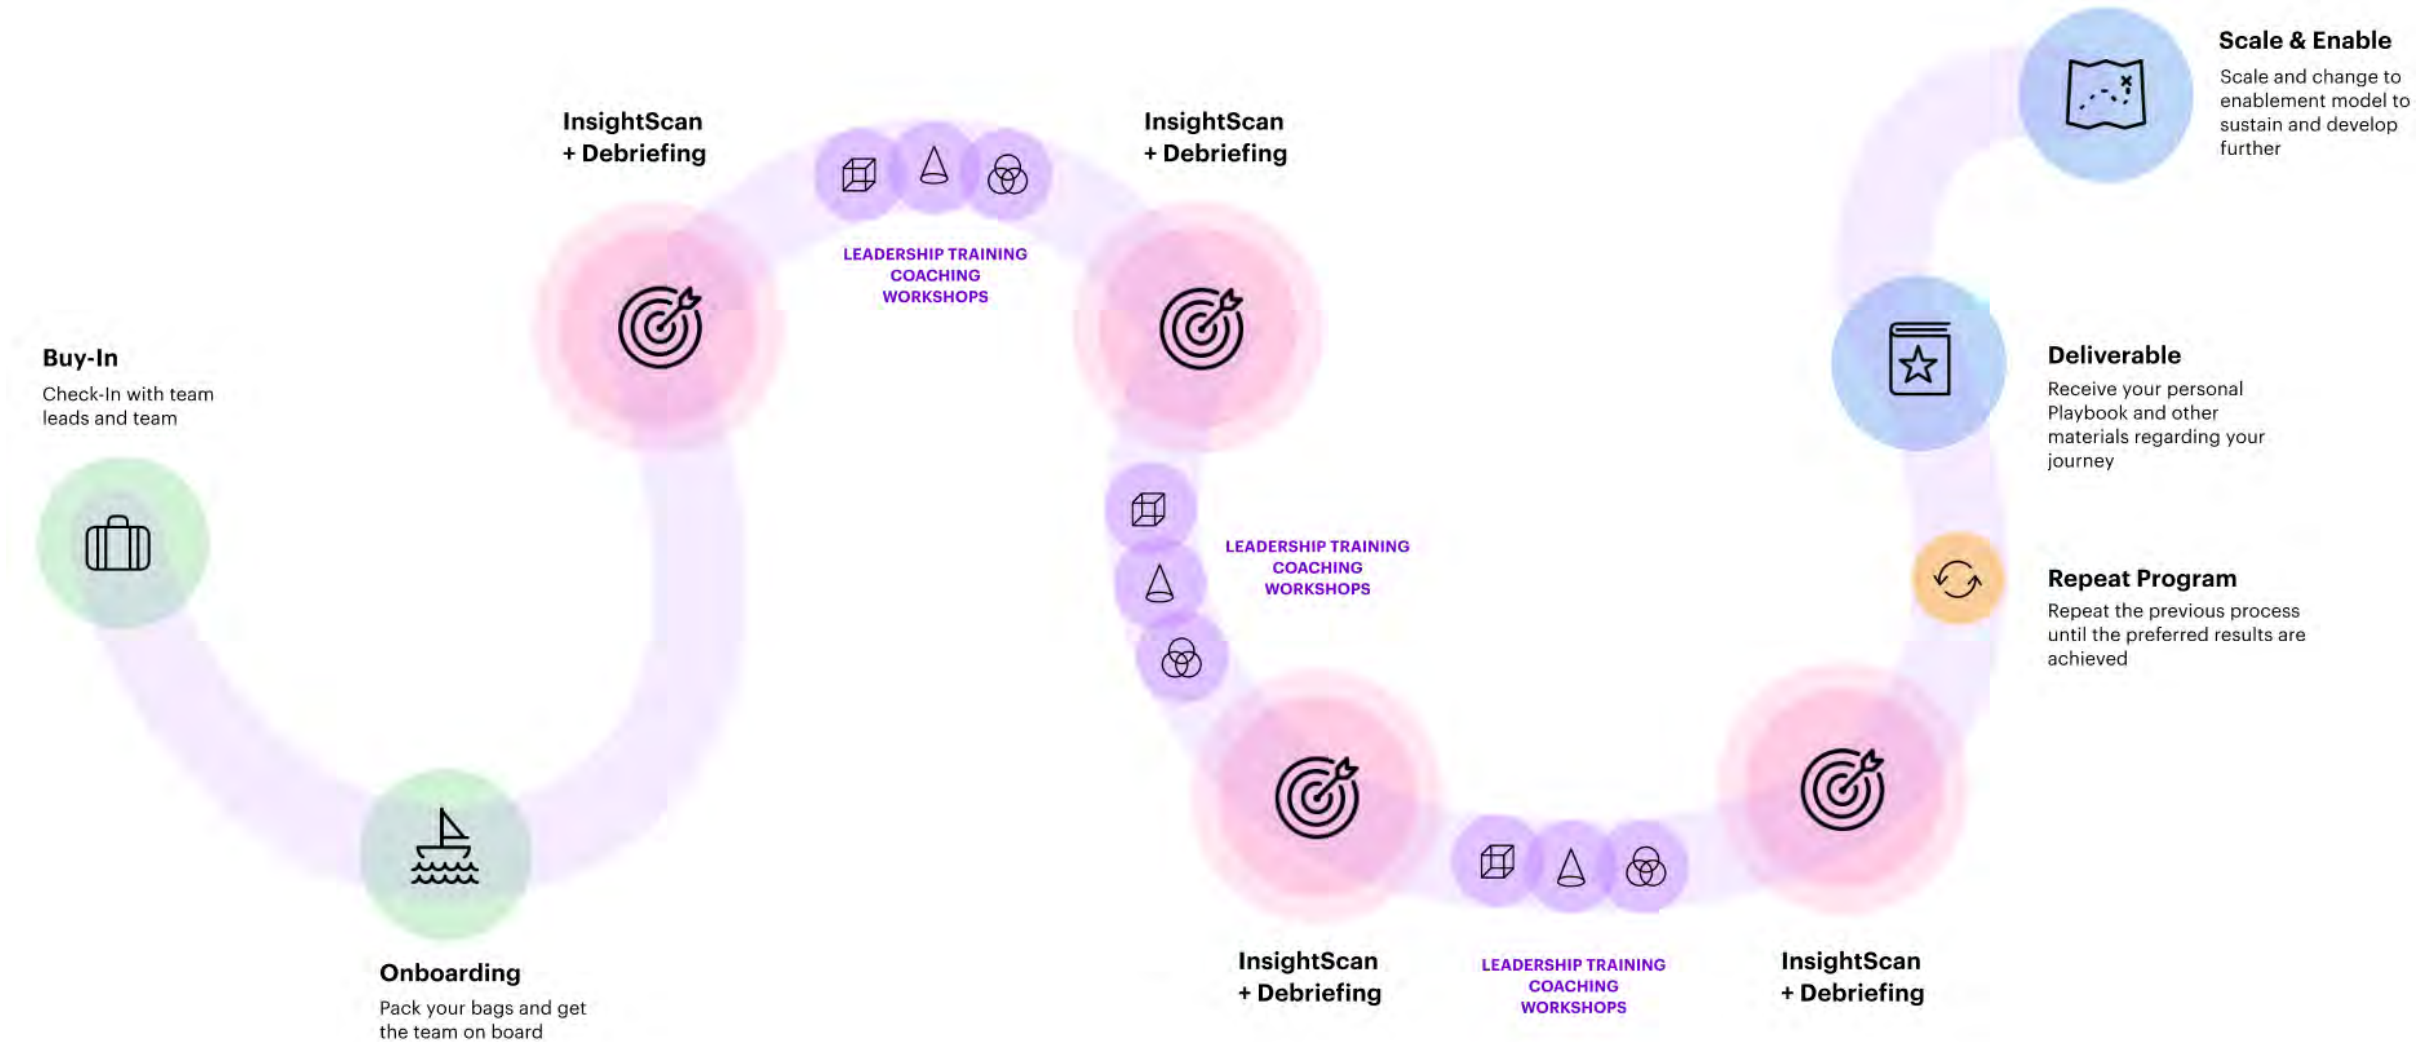 Buy-In
Check-In with team
leads and team
Onboarding
Pack your bags and get
the team on board
InsightScan
+ Debriefing
LEADERSHIP TRAINING
COACHING
WORKSHOPS
InsightScan
+ Debriefing
LEADERSHIP TRAINING
COACHING
WORKSHOPS
InsightScan
+ Debriefing
LEADERSHIP TRAINING
COACHING
WORKSHOPS
InsightScan
+ Debriefing
Repeat Program
Repeat the previous process
until the preferred results are
achieved
Deliverable
Receive your personal
Playbook and other
materials regarding your
journey
Scale & Enable
Scale and change to
enablement model to
sustain and develop
further